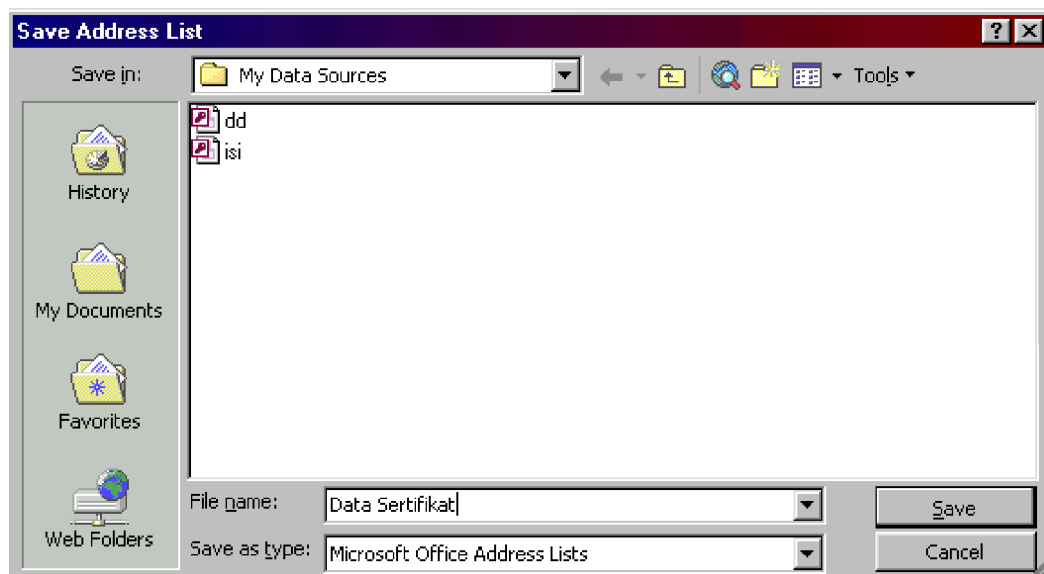 Save Address List
Save in:
My Data Sources
Tools
dd
isi
History
My Documents
Favorites
Web Folders
File name:
Data Sertifikat
Save
Save as type:
Microsoft Office Address Lists
Cancel